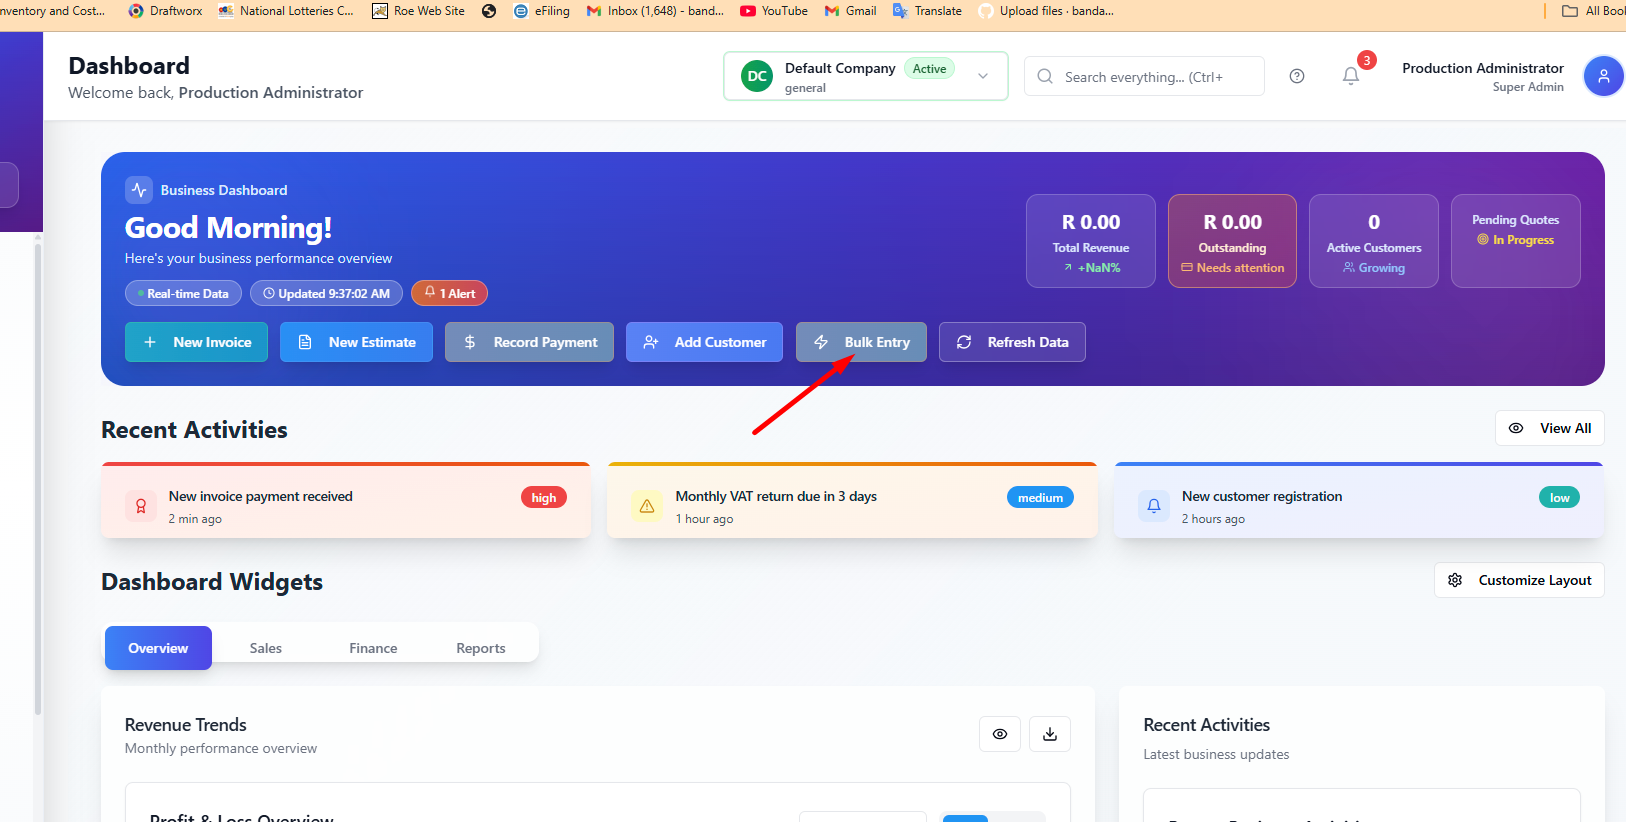 nventory and Cost...
Draftworx
National Lotteries C...
Roe Web Site
eFiling
Inbox (1,648) - band...
YouTube
Gmail
Translate
Upload files · banda...
All Book
Dashboard
Welcome back, Production Administrator
DC
Default Company
Active
general
Search everything... (Ctrl+
3
Production Administrator
Super Admin
Business Dashboard
Good Morning!
Here's your business performance overview
Real-time Data
Updated 9:37:02 AM
1 Alert
R 0.00
Total Revenue
+NaN%
R 0.00
Outstanding
Needs attention
0
Active Customers
Growing
Pending Quotes
In Progress
New Invoice
New Estimate
Record Payment
Add Customer
Bulk Entry
Refresh Data
Recent Activities
View All
New invoice payment received
high
2 min ago
Monthly VAT return due in 3 days
medium
1 hour ago
New customer registration
low
2 hours ago
Dashboard Widgets
Customize Layout
Overview
Sales
Finance
Reports
Revenue Trends
Monthly performance overview
Recent Activities
Latest business updates
Profit & Loss Overview